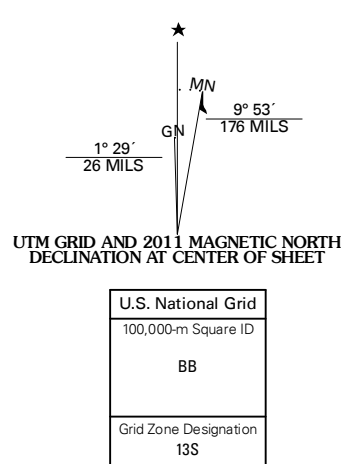 ★
MN
GN
9° 53´
176 MILS
1° 29´
26 MILS
UTM GRID AND 2011 MAGNETIC NORTH
DECLINATION AT CENTER OF SHEET
U.S. National Grid
100,000-m Square ID
BB
Grid Zone Designation
13S